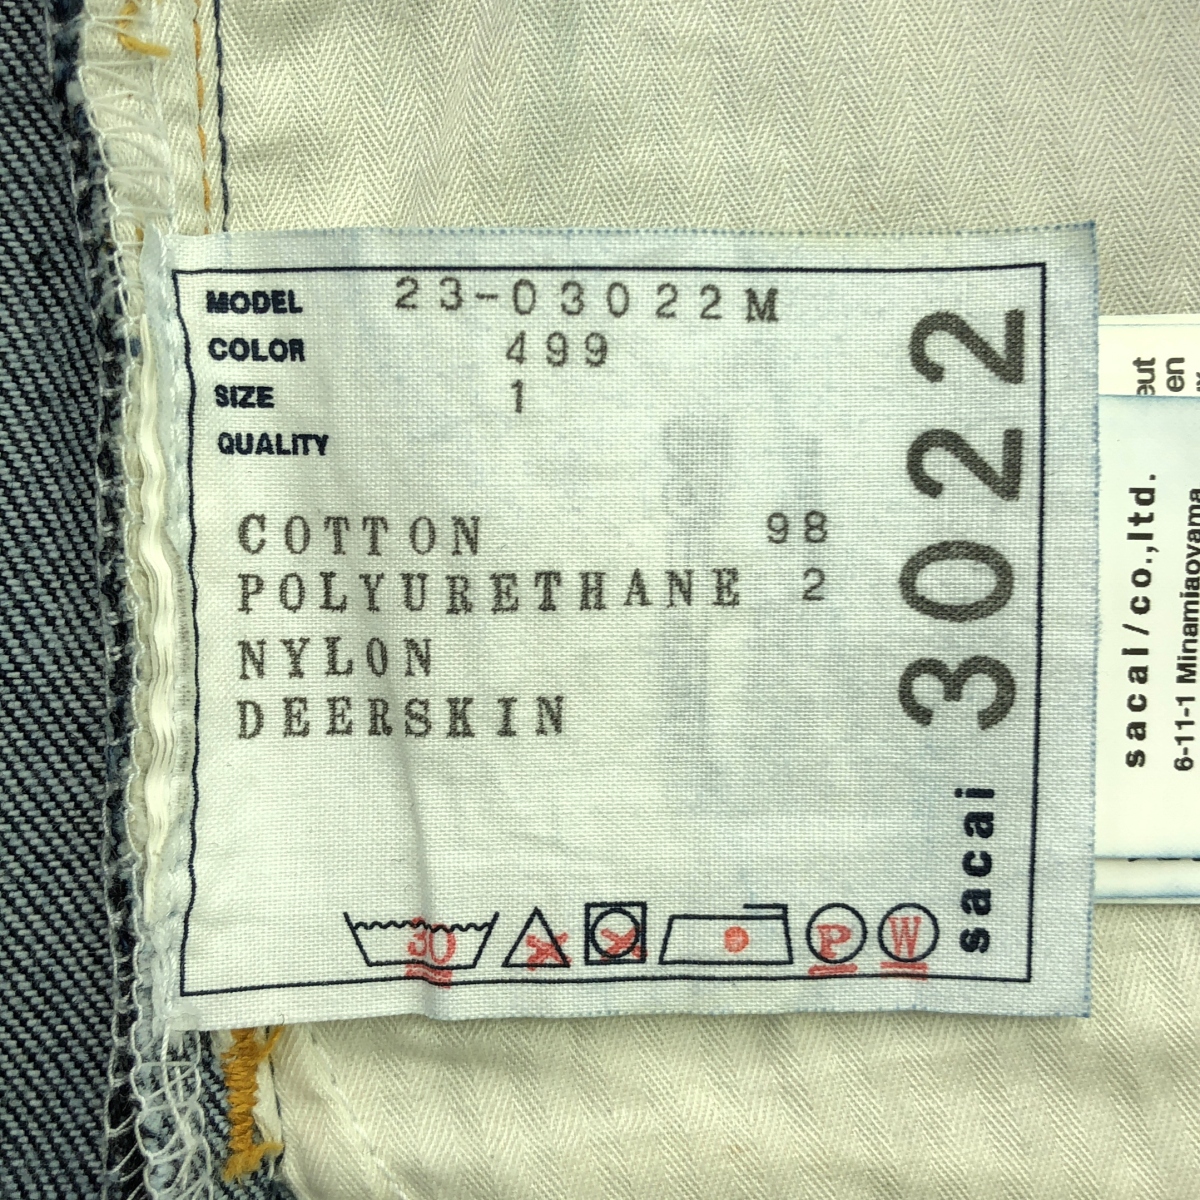 MODEL 23-03022M
COLOR 499
SIZE 1
QUALITY
COTTON 98
POLYURETHANE 2
NYLON
DEERSKIN
30
P
W
sacai 3022
en
sacai/co.,ltd.
6-11-1 Minamiaoyama